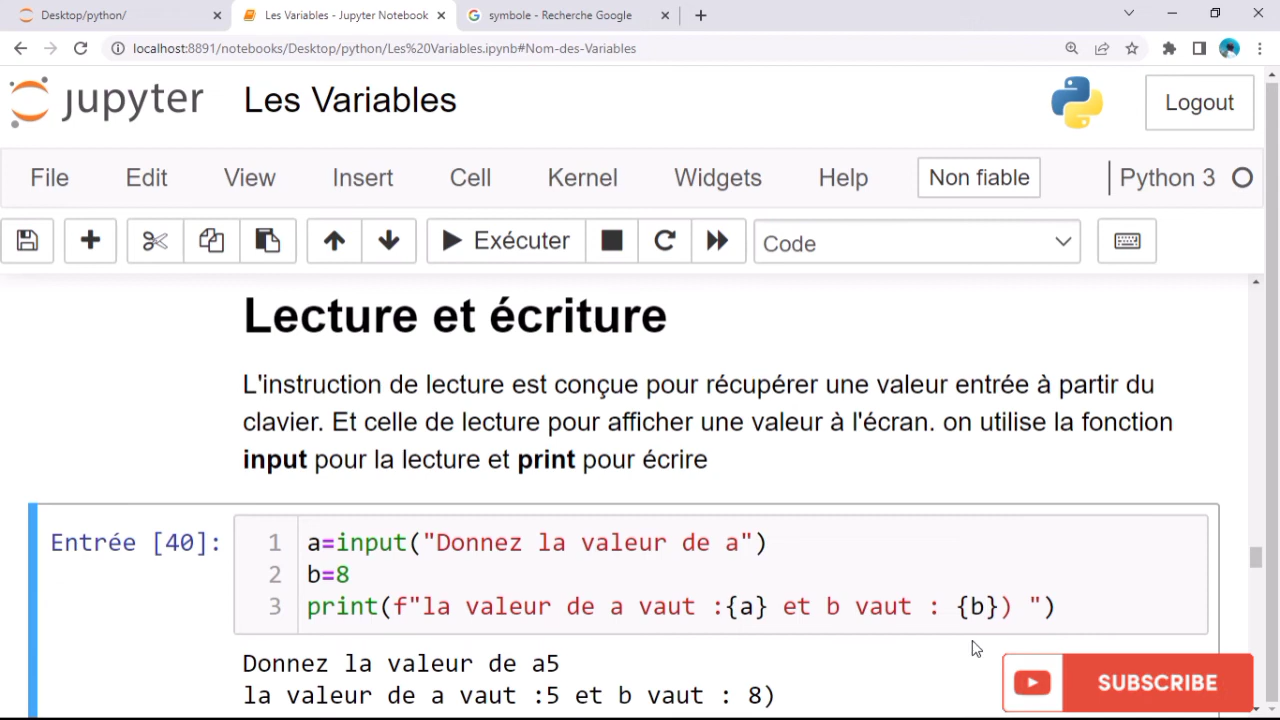 Desktop/python/
Les Variables - Jupyter Notebook
symbole - Recherche Google
localhost:8891/notebooks/Desktop/python/Les%20Variables.ipynb#Nom-des-Variables
jupyter
Les Variables
Logout
File Edit View Insert Cell Kernel Widgets Help Non fiable Python 3
Exécuter Code
Lecture et écriture
L'instruction de lecture est conçue pour récupérer une valeur entrée à partir du
clavier. Et celle de lecture pour afficher une valeur à l'écran. on utilise la fonction
input pour la lecture et print pour écrire
Entrée [40]:
1 a=input("Donnez la valeur de a")
2 b=8
3 print(f"la valeur de a vaut :{a} et b vaut : {b}) ")
Donnez la valeur de a5
la valeur de a vaut :5 et b vaut : 8)
SUBSCRIBE